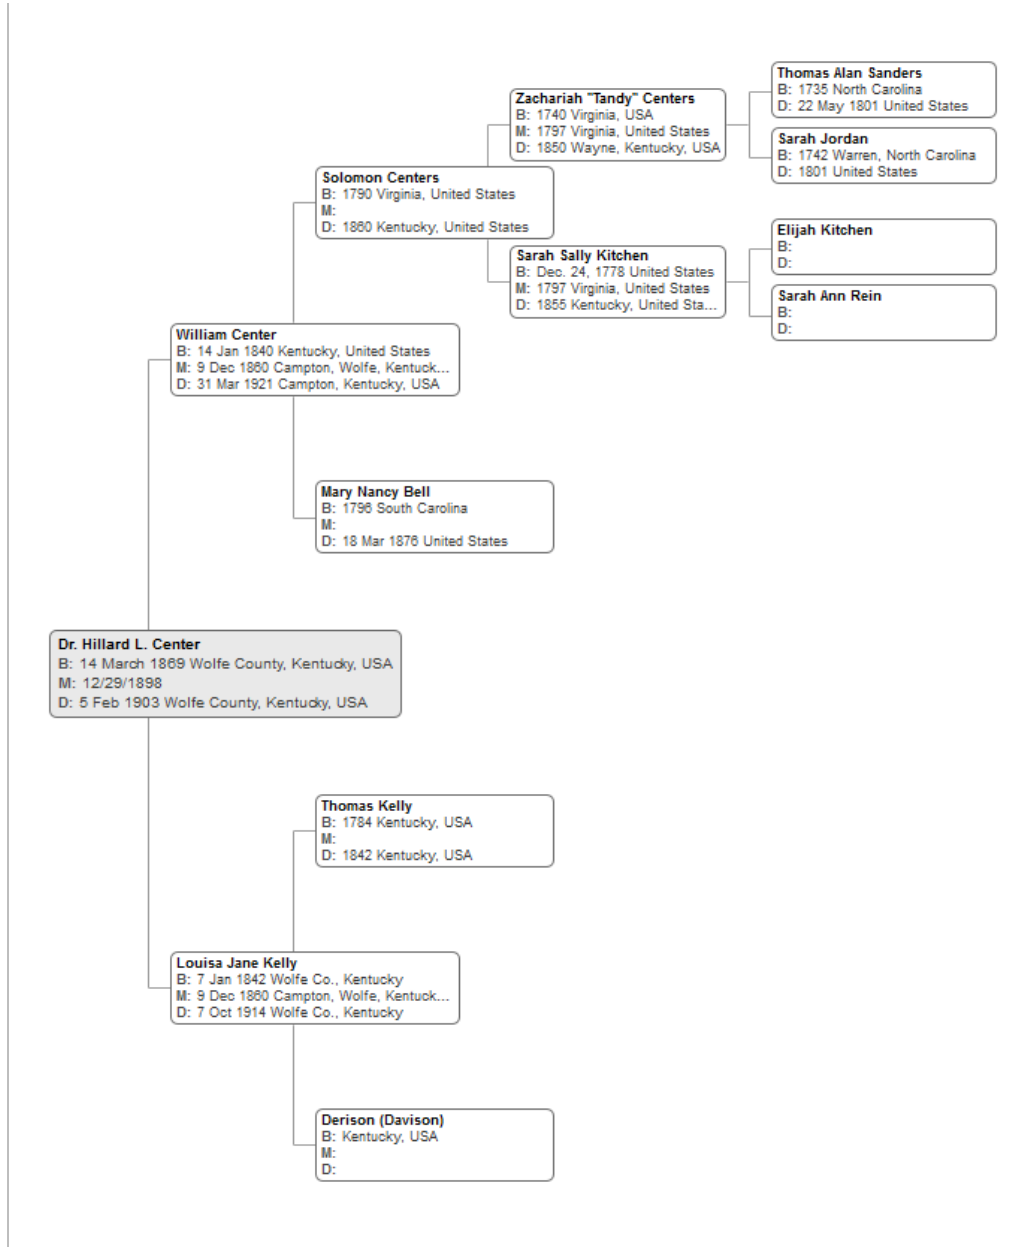 Thomas Alan Sanders
B: 1735 North Carolina
D: 22 May 1801 United States
Zachariah "Tandy" Centers
B: 1740 Virginia, USA
M: 1797 Virginia, United States
D: 1850 Wayne, Kentucky, USA
Sarah Jordan
B: 1742 Warren, North Carolina
D: 1801 United States
Solomon Centers
B: 1790 Virginia, United States
M:
D: 1860 Kentucky, United States
Elijah Kitchen
B:
D:
Sarah Sally Kitchen
B: Dec. 24, 1778 United States
M: 1797 Virginia, United States
D: 1855 Kentucky, United Sta...
Sarah Ann Rein
B:
D:
William Center
B: 14 Jan 1840 Kentucky, United States
M: 9 Dec 1860 Campton, Wolfe, Kentuck...
D: 31 Mar 1921 Campton, Kentucky, USA
Mary Nancy Bell
B: 1796 South Carolina
M:
D: 18 Mar 1876 United States
Dr. Hillard L. Center
B: 14 March 1869 Wolfe County, Kentucky, USA
M: 12/29/1898
D: 5 Feb 1903 Wolfe County, Kentucky, USA
Thomas Kelly
B: 1784 Kentucky, USA
M:
D: 1842 Kentucky, USA
Louisa Jane Kelly
B: 7 Jan 1842 Wolfe Co., Kentucky
M: 9 Dec 1860 Campton, Wolfe, Kentuck...
D: 7 Oct 1914 Wolfe Co., Kentucky
Derison (Davison)
B: Kentucky, USA
M:
D: